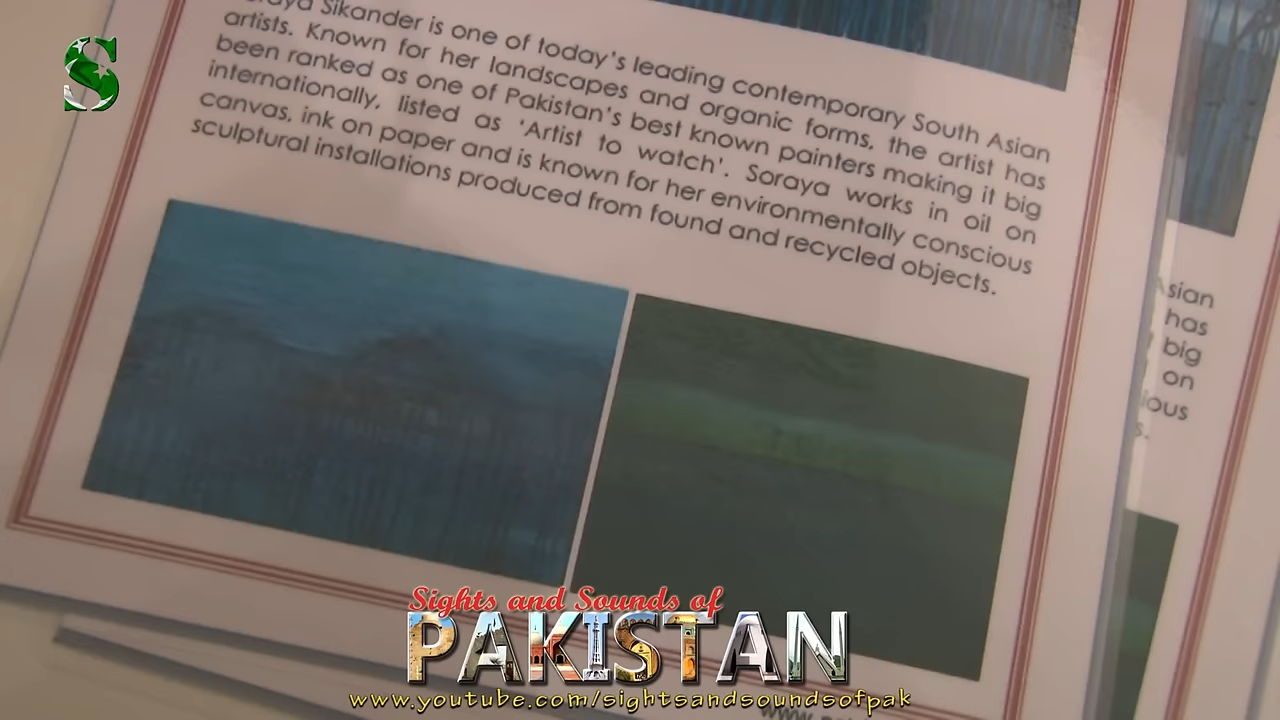 Sikander is one of today's leading contemporary South Asian
artists. Known for her landscapes and organic forms, the artist has
been ranked as one of Pakistan's best known painters making it big
internationally, listed as 'Artist to watch'. Soraya works in oil on
canvas, ink on paper and is known for her environmentally conscious
sculptural installations produced from found and recycled objects.
sian
has
big
on
ious
s.
S
Sights and Sounds of
PAKISTAN
www.youtube.com/sightsandsoundsofpak